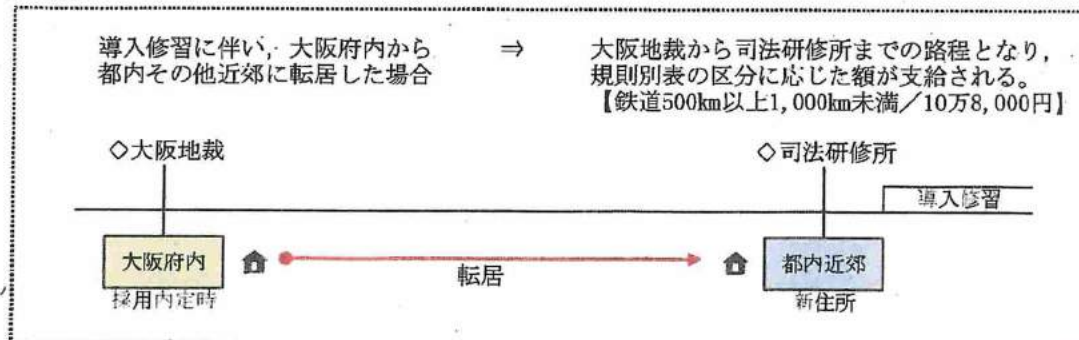 導入修習に伴い，大阪府内から ⇒ 大阪地裁から司法研修所までの路程となり，
都内その他近郊に転居した場合 規則別表の区分に応じた額が支給される。
【鉄道500km以上1,000km未満／10万8,000円】
◇大阪地裁 ◇司法研修所
導入修習
大阪府内 転居 都内近郊
採用内定時 新住所